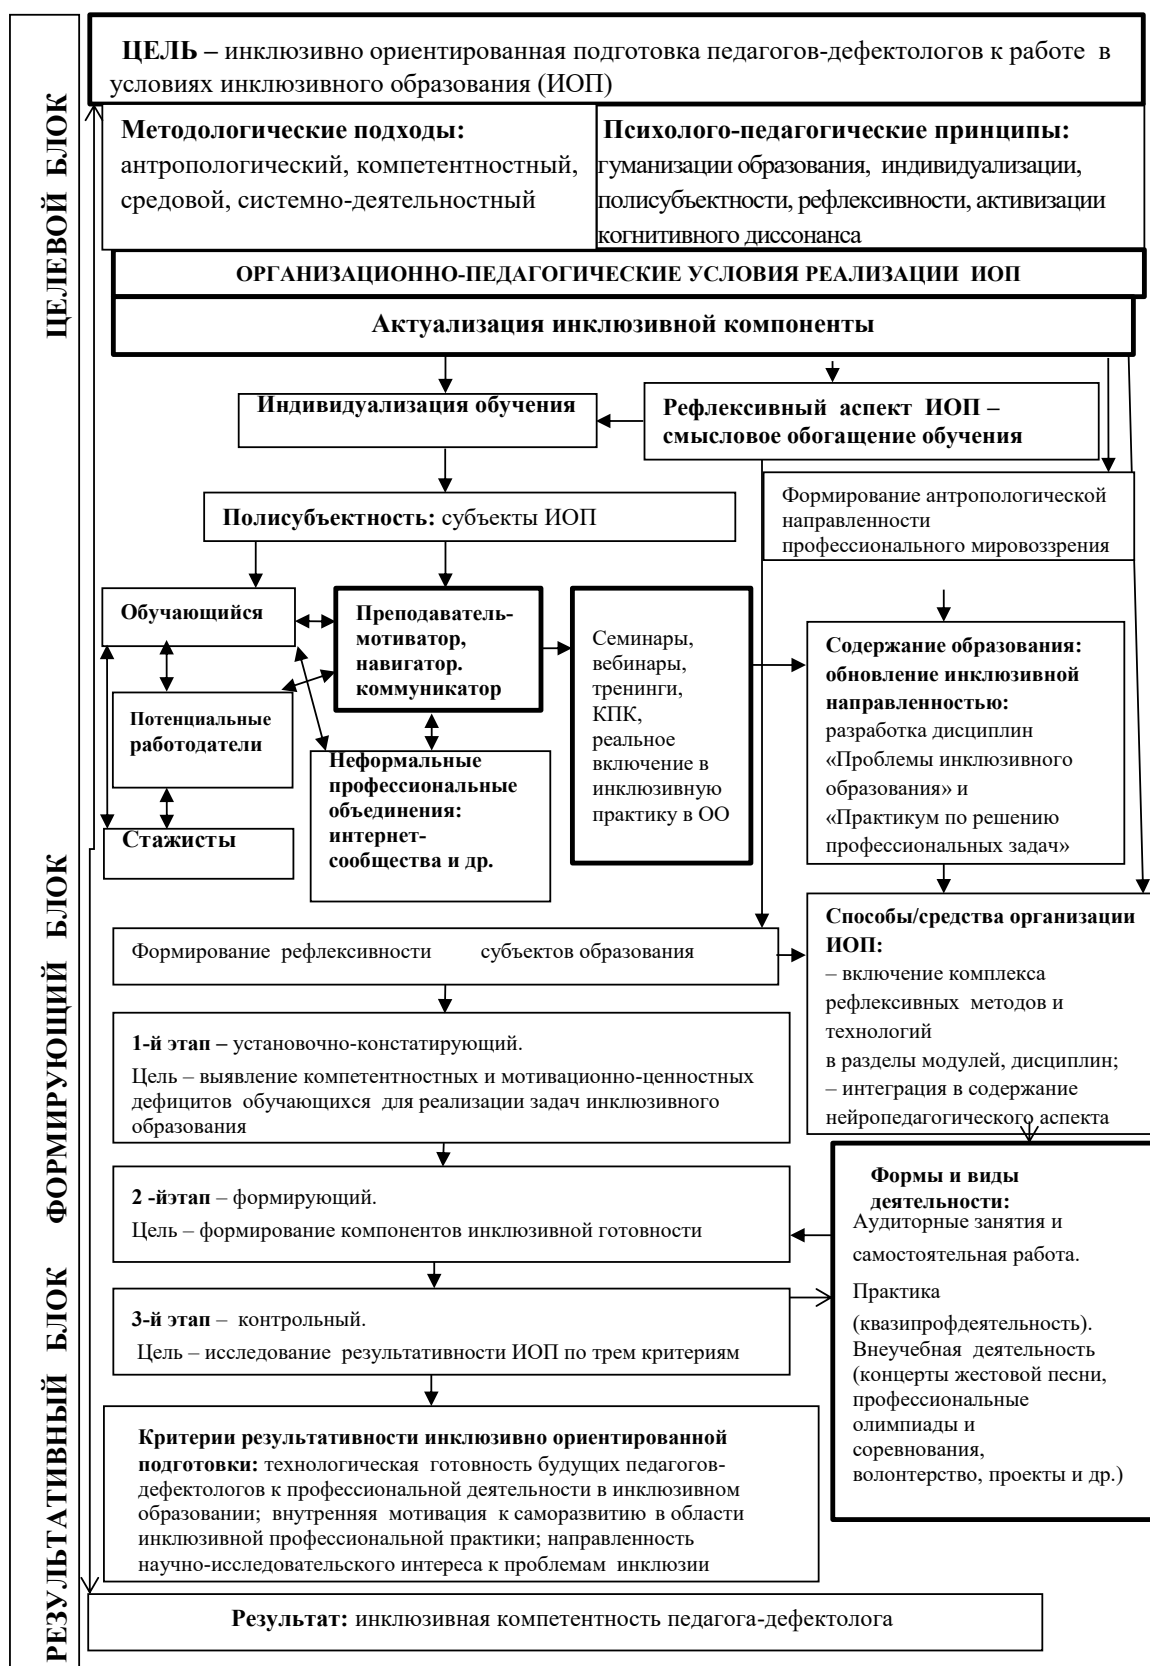 ЦЕЛЕВОЙ БЛОК
ФОРМИРУЮЩИЙ БЛОК
РЕЗУЛЬТАТИВНЫЙ БЛОК
ЦЕЛЬ – инклюзивно ориентированная подготовка педагогов-дефектологов к работе в
условиях инклюзивного образования (ИОП)
Методологические подходы:
антропологический, компетентностный,
средовой, системно-деятельностный
Психолого-педагогические принципы:
гуманизации образования, индивидуализации,
полисубъектности, рефлексивности, активизации
когнитивного диссонанса
ОРГАНИЗАЦИОННО-ПЕДАГОГИЧЕСКИЕ УСЛОВИЯ РЕАЛИЗАЦИИ ИОП
Актуализация инклюзивной компоненты
Индивидуализация обучения
Рефлексивный аспект ИОП –
смысловое обогащение обучения
Формирование антропологической
направленности
профессионального мировоззрения
Полисубъектность: субъекты ИОП
Обучающийся
Преподаватель-
мотиватор,
навигатор.
коммуникатор
Семинары,
вебинары,
тренинги,
КПК,
реальное
включение в
инклюзивную
практику в ОО
Содержание образования:
обновление инклюзивной
направленностью:
разработка дисциплин
«Проблемы инклюзивного
образования» и
«Практикум по решению
профессиональных задач»
Потенциальные
работодатели
Неформальные
профессиональные
объединения:
интернет-
сообщества и др.
Стажисты
Способы/средства организации
ИОП:
– включение комплекса
рефлексивных методов и
технологий
в разделы модулей, дисциплин;
– интеграция в содержание
нейропедагогического аспекта
Формирование рефлексивности субъектов образования
1-й этап – установочно-констатирующий.
Цель – выявление компетентностных и мотивационно-ценностных
дефицитов обучающихся для реализации задач инклюзивного
образования
2 -йэтап – формирующий.
Цель – формирование компонентов инклюзивной готовности
3-й этап – контрольный.
Цель – исследование результативности ИОП по трем критериям
Формы и виды
деятельности:
Аудиторные занятия и
самостоятельная работа.
Практика
(квазипрофдеятельность).
Внеучебная деятельность
(концерты жестовой песни,
профессиональные
олимпиады и
соревнования,
волонтерство, проекты и др.)
Критерии результативности инклюзивно ориентированной
подготовки: технологическая готовность будущих педагогов-
дефектологов к профессиональной деятельности в инклюзивном
образовании; внутренняя мотивация к саморазвитию в области
инклюзивной профессиональной практики; направленность
научно-исследовательского интереса к проблемам инклюзии
Результат: инклюзивная компетентность педагога-дефектолога